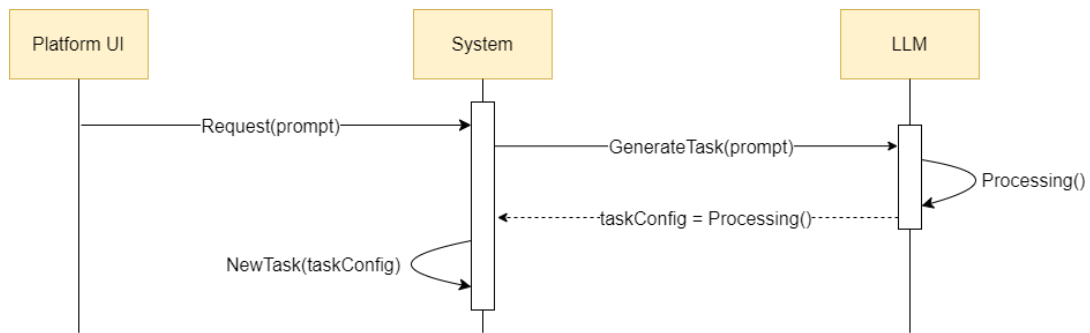 Platform UI
System
LLM
Request(prompt)
GenerateTask(prompt)
Processing()
taskConfig = Processing()
NewTask(taskConfig)